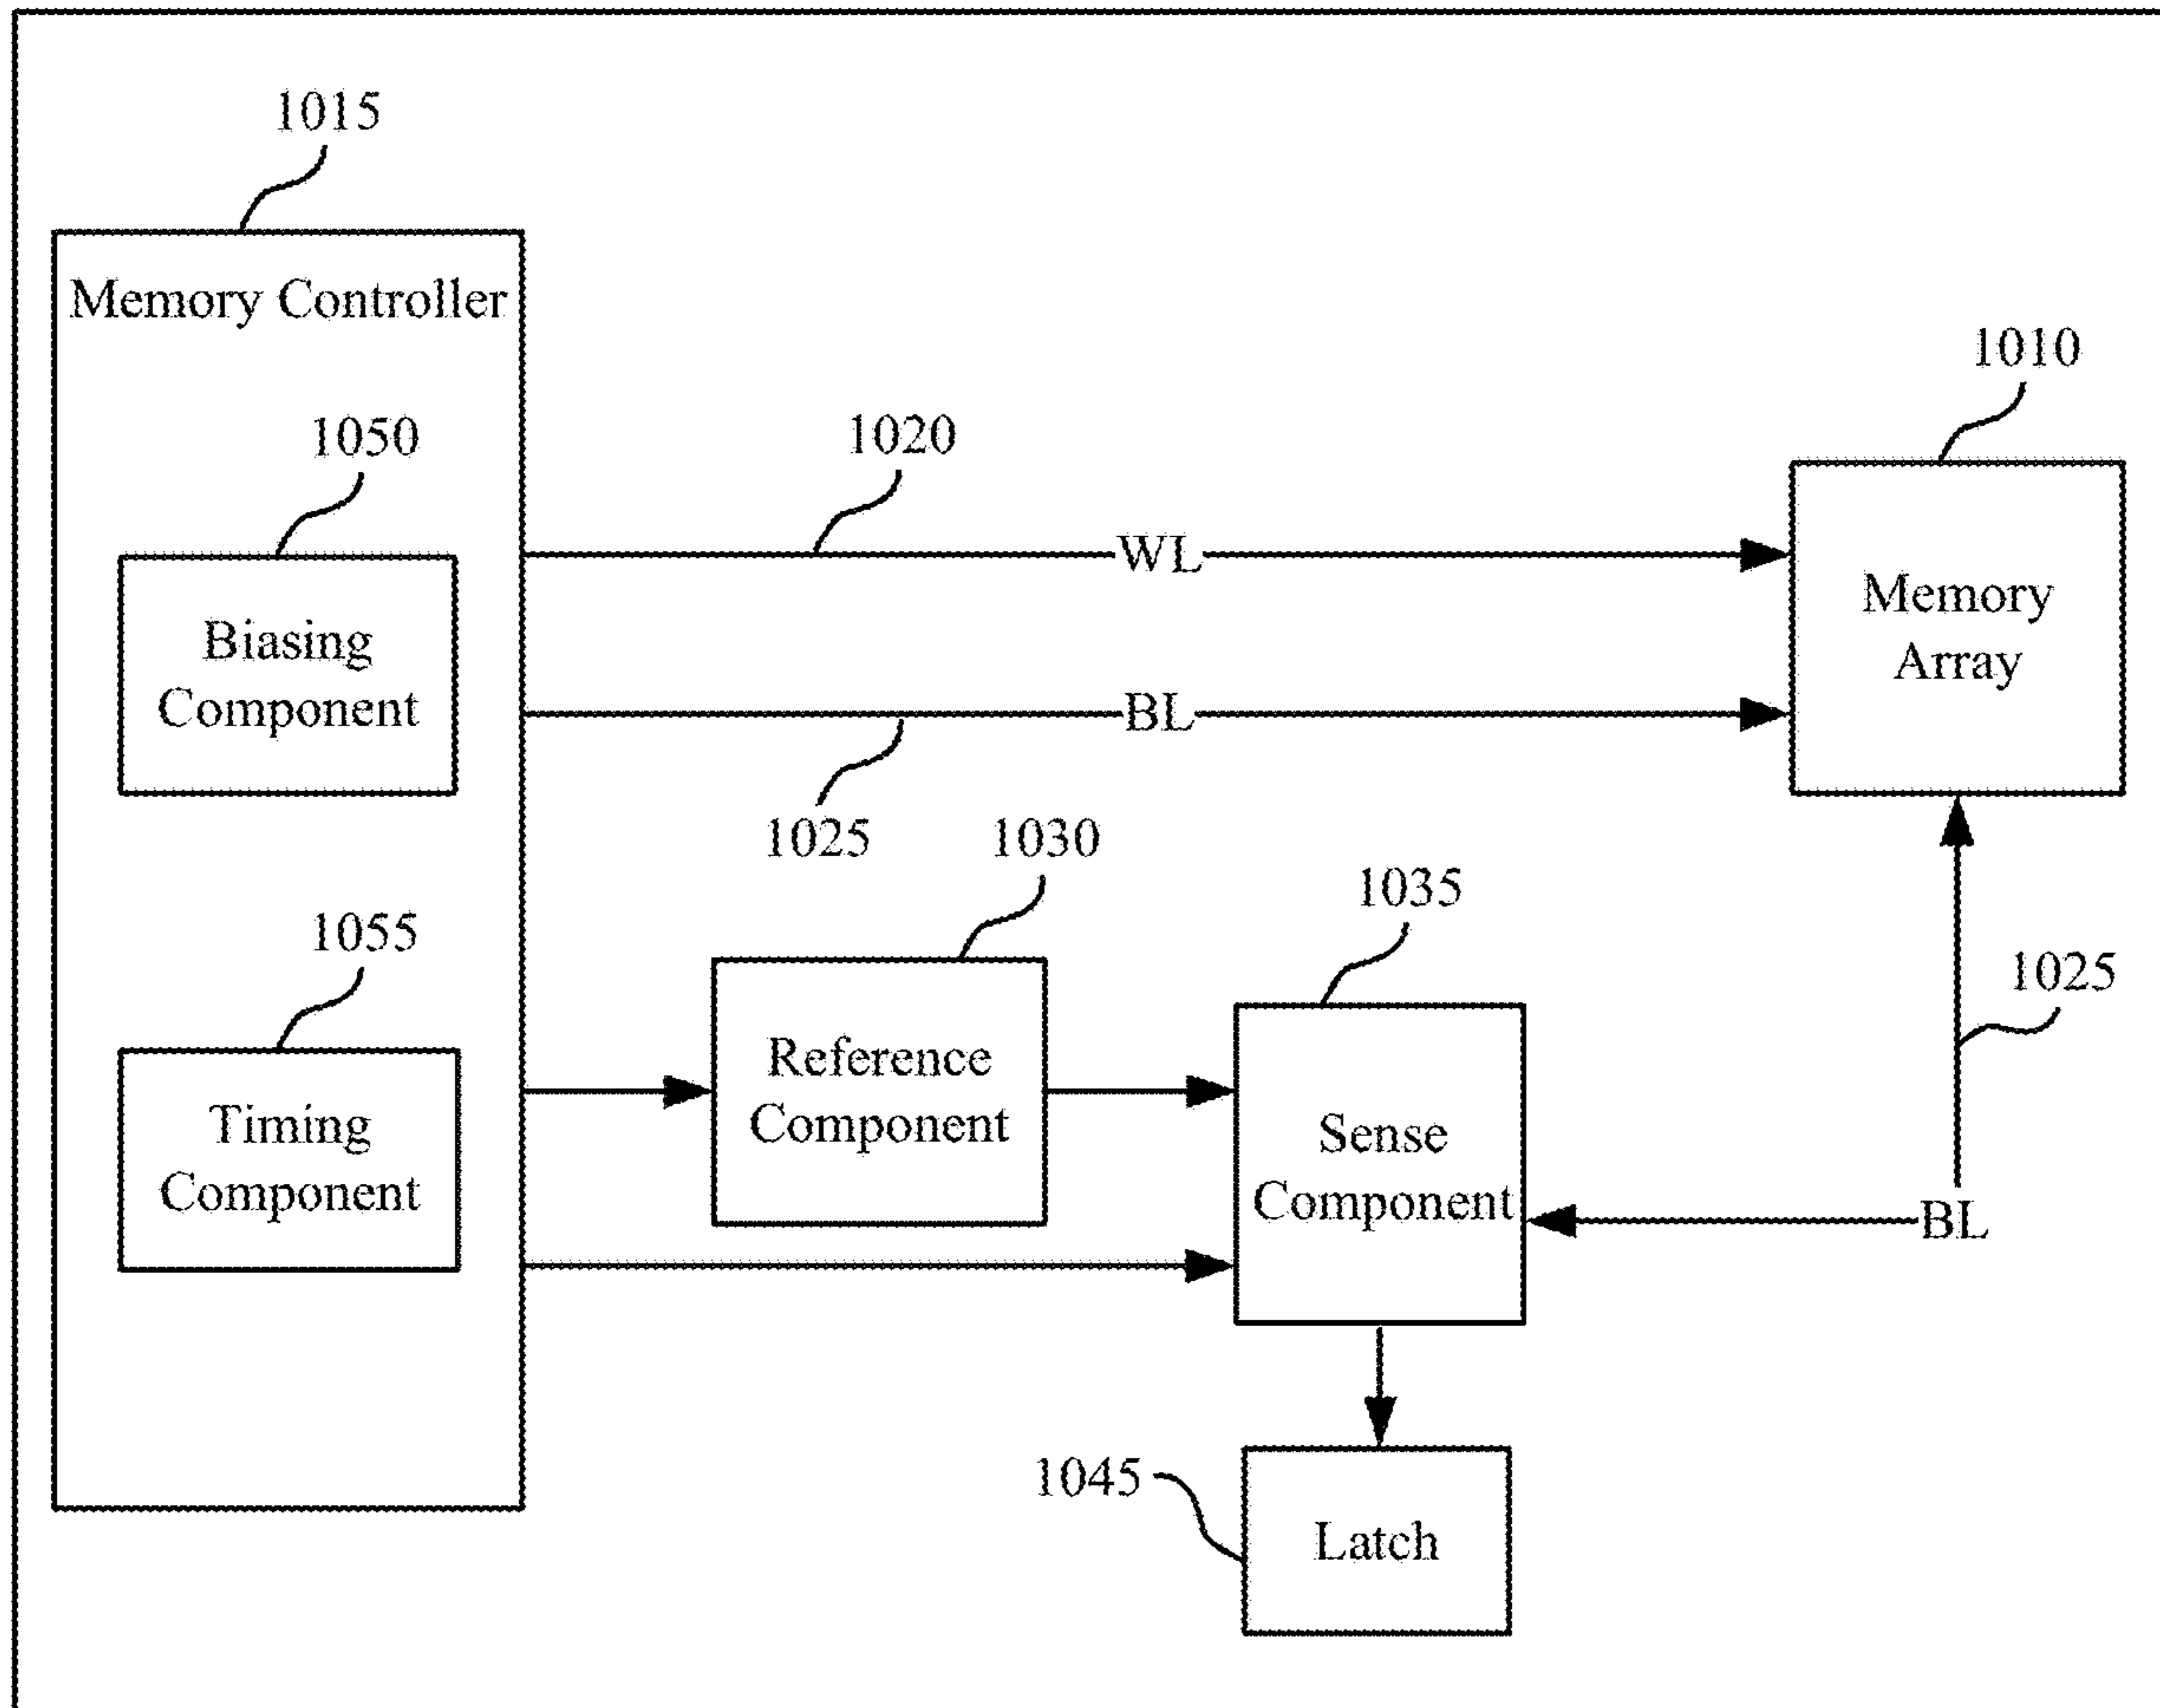 1015
Memory Controller
1010
1050
1020
WL
Memory
Array
Biasing
Component
BL
1025
1030
1035
1055
1025
Reference
Component
Timing
Component
Sense
Component
BL
1045
Latch